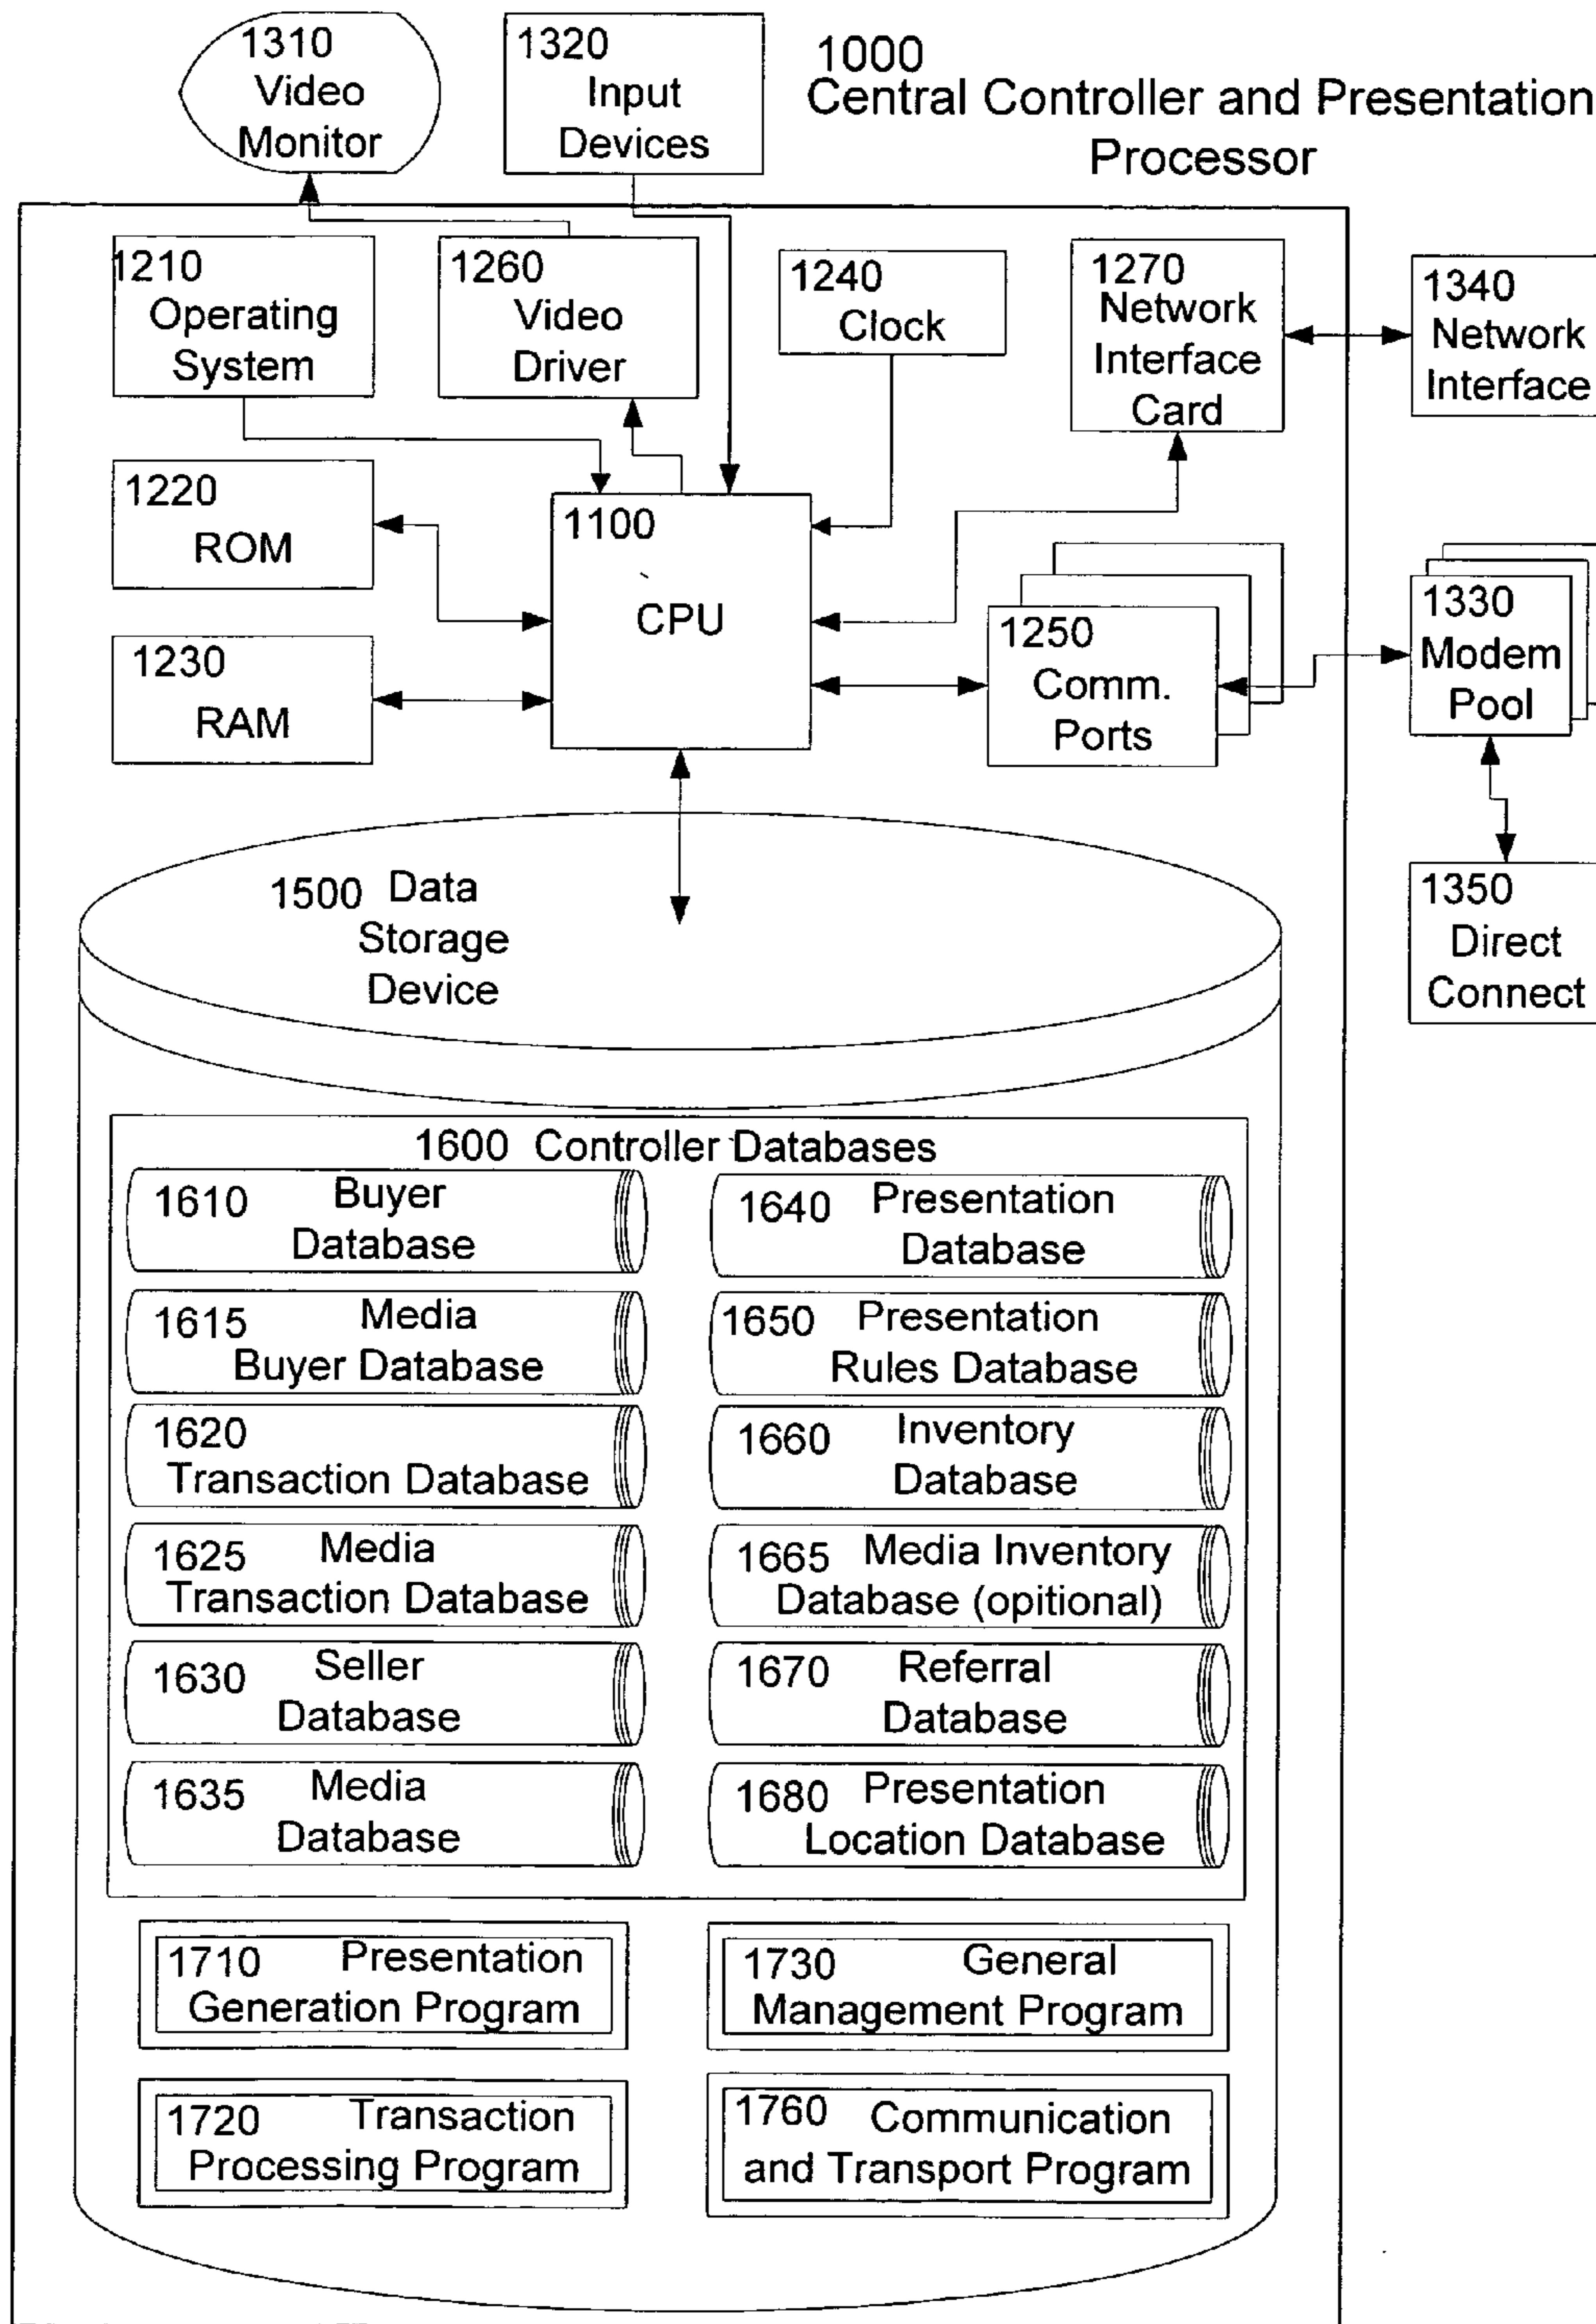 1310
Video
Monitor
1320
Input
Devices
1000
Central Controller and Presentation
Processor
1210
Operating
System
1260
Video
Driver
1240
Clock
1270
Network
Interface
Card
1340
Network
Interface
1220
ROM
1100
CPU
1230
RAM
1250
Comm.
Ports
1330
Modem
Pool
1350
Direct
Connect
1500 Data
Storage
Device
1600 Controller Databases
1610 Buyer
Database
1640 Presentation
Database
1615 Media
Buyer Database
1650 Presentation
Rules Database
1620
Transaction Database
1660 Inventory
Database
1625 Media
Transaction Database
1665 Media Inventory
Database (opitional)
1630 Seller
Database
1670 Referral
Database
1635 Media
Database
1680 Presentation
Location Database
1710 Presentation
Generation Program
1730 General
Management Program
1720 Transaction
Processing Program
1760 Communication
and Transport Program